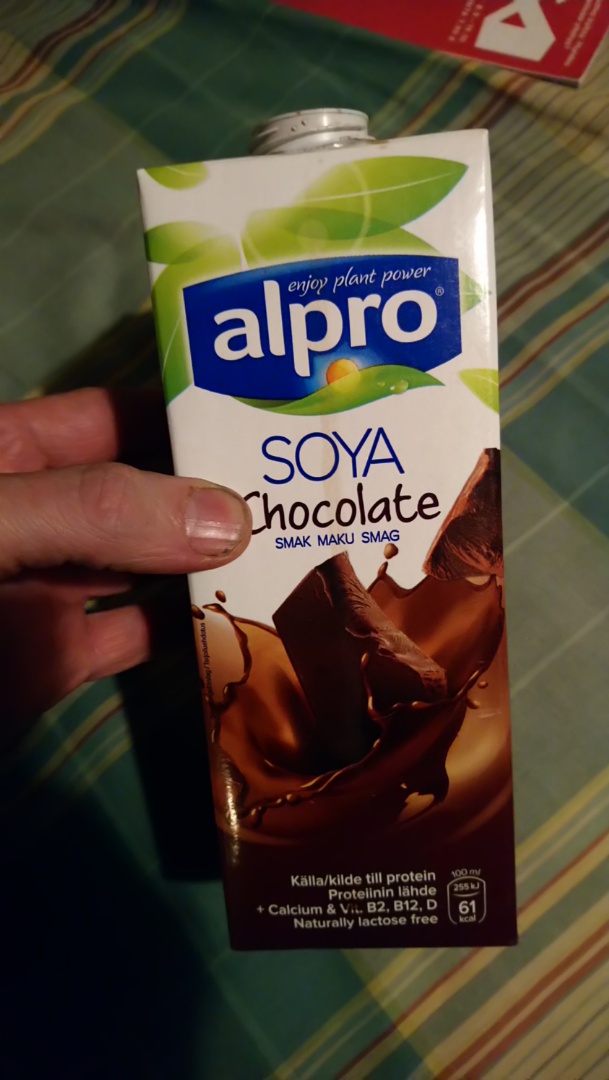 enjoy plant power
alpro®
SOYA
Chocolate
SMAK MAKU SMAG
Källa/kilde till protein
Proteiinin lähde
+ Calcium & Vit. B2, B12, D
Naturally lactose free
100 ml
255 kJ
61
kcal